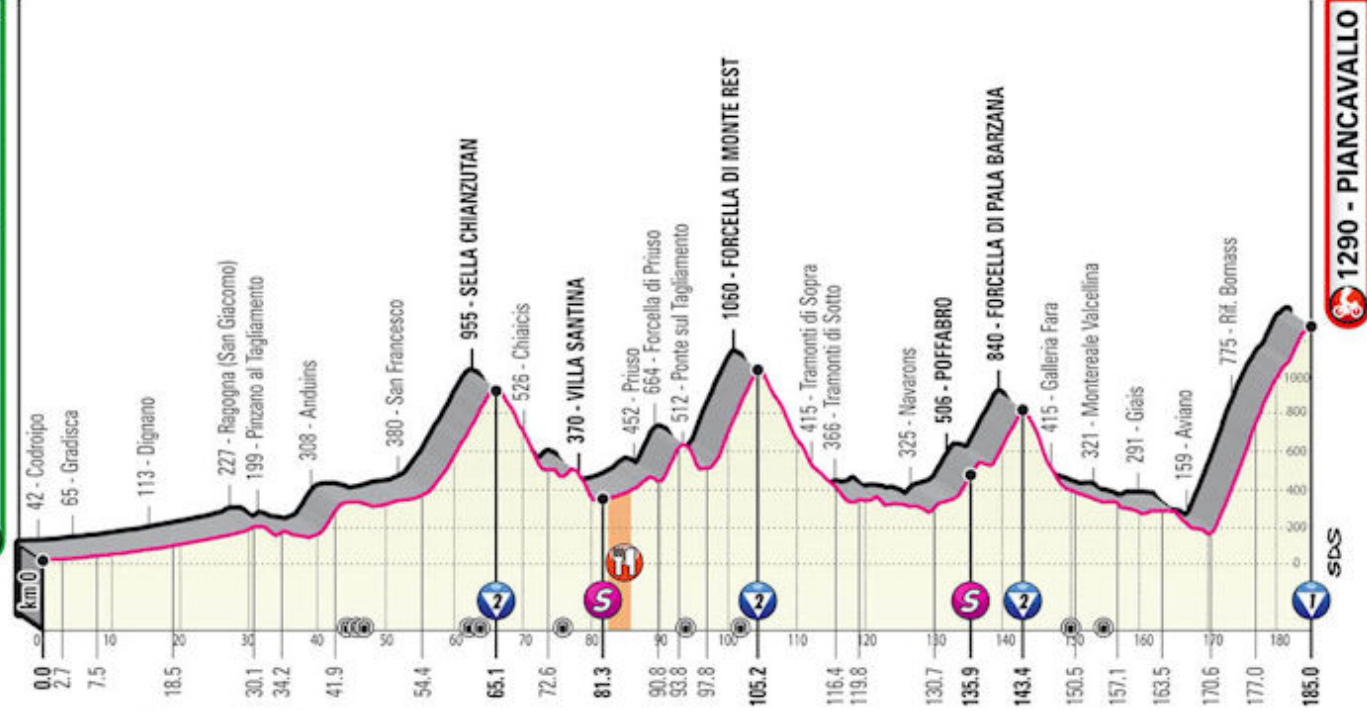 42 - Codroipo
65 - Gradisca
113 - Dignano
227 - Ragogna (San Giacomo)
199 - Pinzano al Tagliamento
308 - Anduins
380 - San Francesco
955 - SELLA CHIANZUTAN
526 - Chiaicis
370 - VILLA SANTINA
452 - Priuso
664 - Forcella di Priuso
512 - Ponte sul Tagliamento
1060 - FORCELLA DI MONTE REST
415 - Tramonti di Sopra
366 - Tramonti di Sotto
325 - Navarons
506 - POFFABRO
840 - FORCELLA DI PALA BARZANA
415 - Galleria Fara
321 - Montereale Valcellina
291 - Giais
159 - Aviano
775 - Rif. Bornass
1290 - PIANCAVALLO
1000
800
600
400
200
0
SDS
km 0
2
S
2
S
2
1
0 10 20 30 40 50 60 70 80 90 100 110 120 130 140 150 160 170 180
0.0 2.7 7.5 18.5 30.1 34.2 41.9 54.4 65.1 72.6 81.3 90.8 93.8 97.8 105.2 116.4 119.8 130.7 135.9 143.4 150.5 157.1 163.5 170.6 177.0 185.0